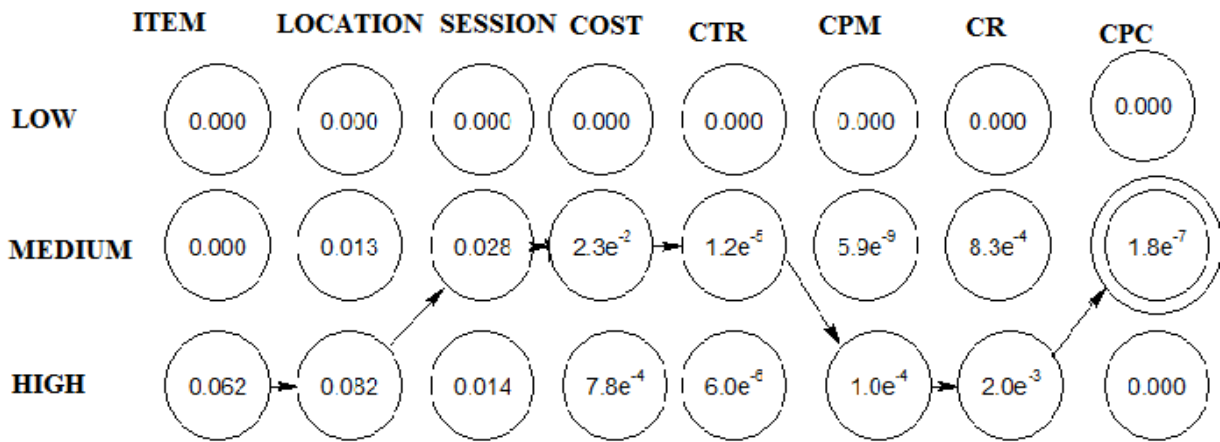 ITEM LOCATION SESSION COST CTR CPM CR CPC
LOW 0.000 0.000 0.000 0.000 0.000 0.000 0.000 0.000
MEDIUM 0.000 0.013 0.028 2.3e⁻² 1.2e⁻⁵ 5.9e⁻⁹ 8.3e⁻⁴ 1.8e⁻⁷
HIGH 0.062 0.082 0.014 7.8e⁻⁴ 6.0e⁻⁶ 1.0e⁻⁴ 2.0e⁻³ 0.000